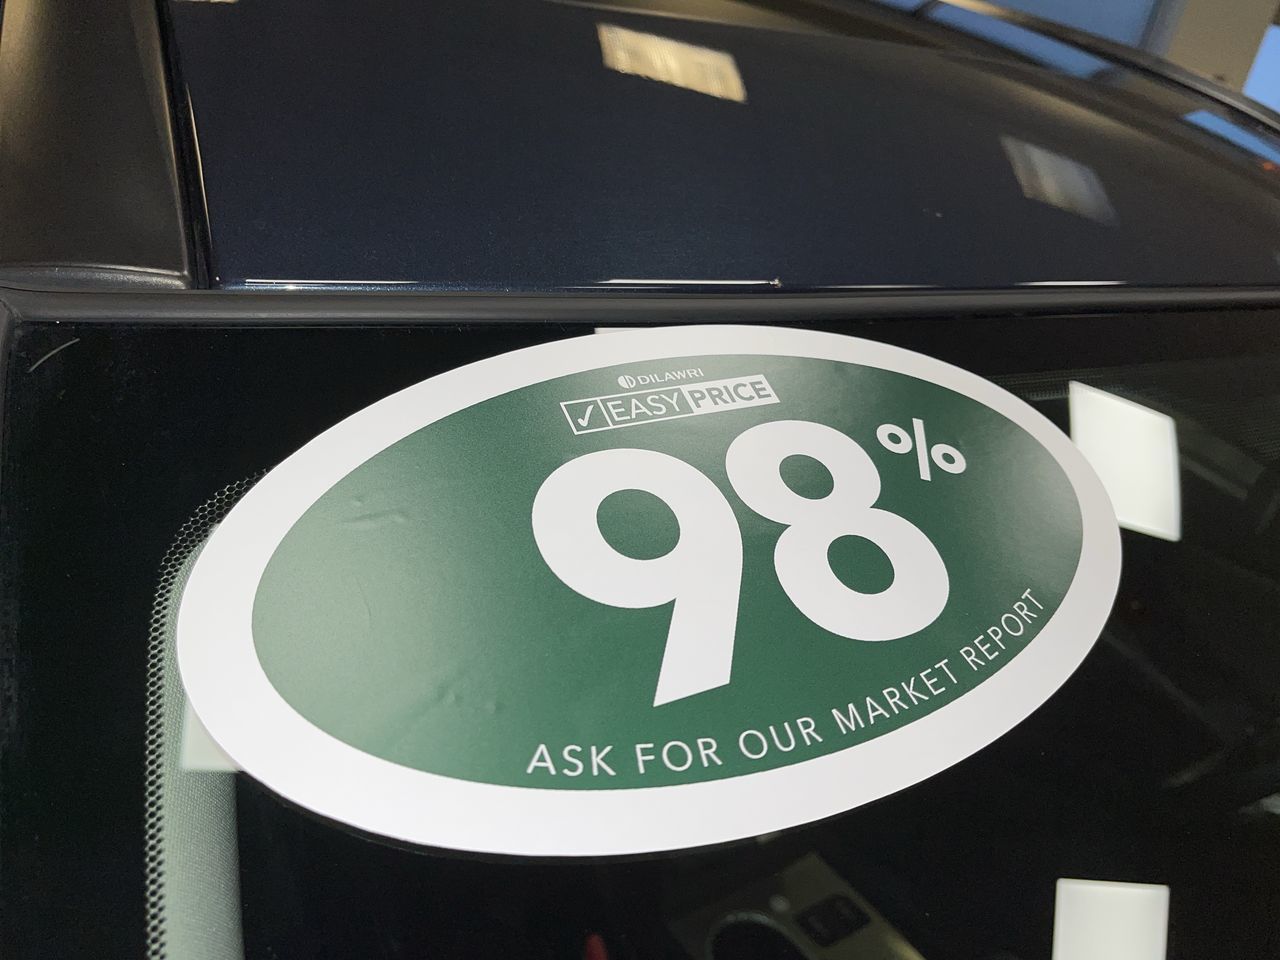 DILAWRI
✓ EASY PRICE
98%
ASK FOR OUR MARKET REPORT